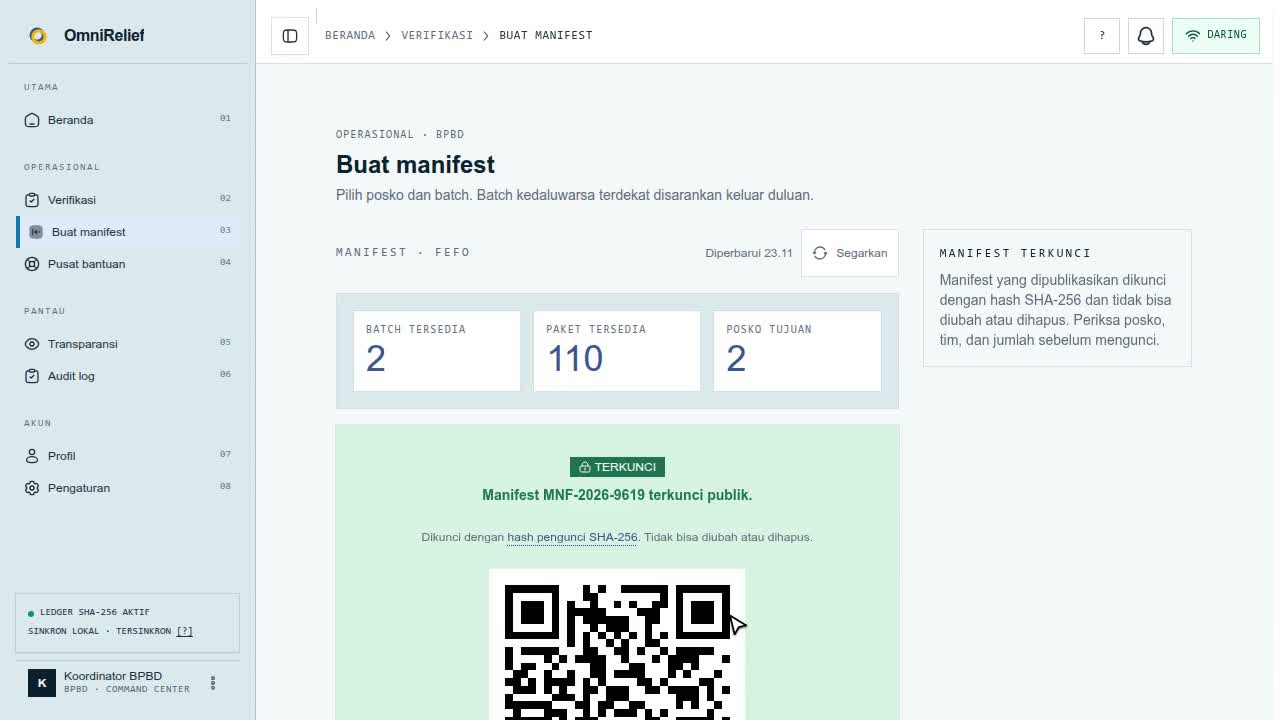 OmniRelief
UTAMA
Beranda 01
OPERASIONAL
Verifikasi 02
Buat manifest 03
Pusat bantuan 04
PANTAU
Transparansi 05
Audit log 06
AKUN
Profil 07
Pengaturan 08
LEDGER SHA-256 AKTIF
SINKRON LOKAL · TERSINKRON [?]
K
Koordinator BPBD
BPBD · COMMAND CENTER
BERANDA > VERIFIKASI > BUAT MANIFEST
?
DARING
OPERASIONAL · BPBD
Buat manifest
Pilih posko dan batch. Batch kedaluwarsa terdekat disarankan keluar duluan.
MANIFEST · FEFO
Diperbarui 23.11
Segarkan
BATCH TERSEDIA
2
PAKET TERSEDIA
110
POSKO TUJUAN
2
TERKUNCI
Manifest MNF-2026-9619 terkunci publik.
Dikunci dengan hash pengunci SHA-256. Tidak bisa diubah atau dihapus.
MANIFEST TERKUNCI
Manifest yang dipublikasikan dikunci
dengan hash SHA-256 dan tidak bisa
diubah atau dihapus. Periksa posko,
tim, dan jumlah sebelum mengunci.